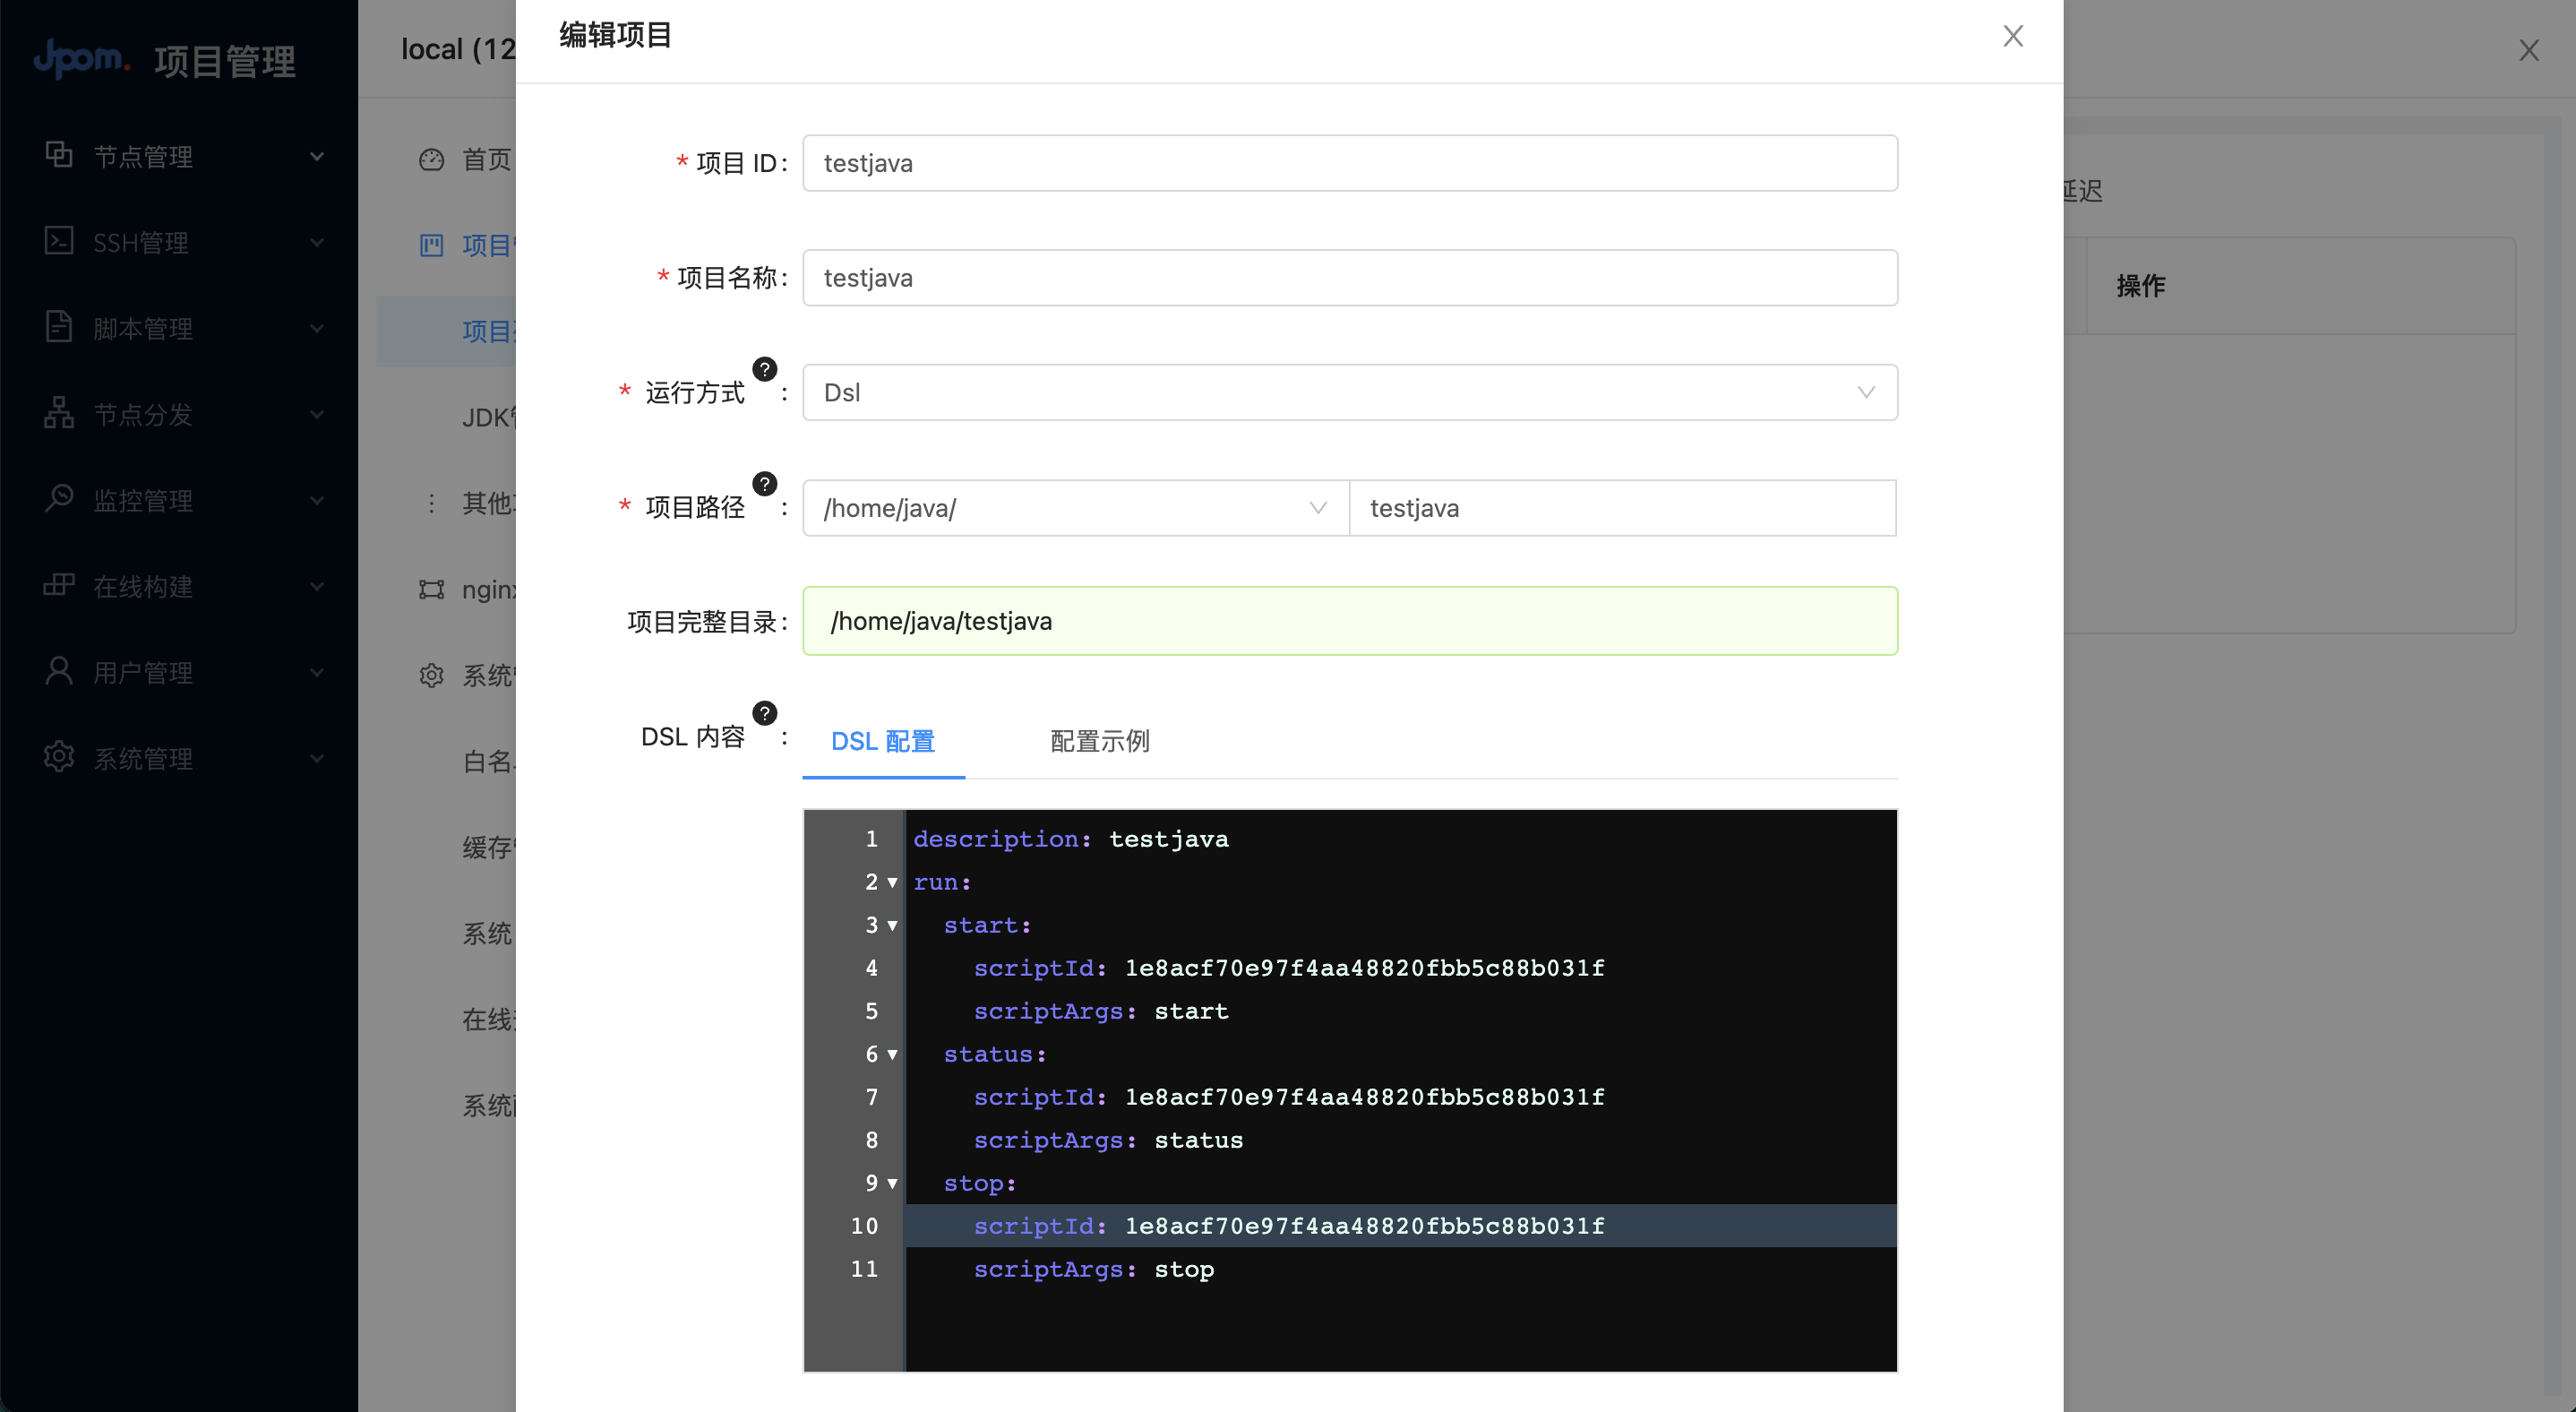 Jpom. 项目管理
节点管理
SSH管理
脚本管理
节点分发
监控管理
在线构建
用户管理
系统管理
local (12
首页
项目
项目
JDK
其他
nginx
系统
白名
缓存
系统
在线
系统
编辑项目
* 项目 ID: testjava
* 项目名称: testjava
* 运行方式 ? : Dsl
* 项目路径 ? : /home/java/ testjava
项目完整目录: /home/java/testjava
DSL 内容 ? : DSL 配置 配置示例
1 description: testjava
2 run:
3 start:
4 scriptId: 1e8acf70e97f4aa48820fbb5c88b031f
5 scriptArgs: start
6 status:
7 scriptId: 1e8acf70e97f4aa48820fbb5c88b031f
8 scriptArgs: status
9 stop:
10 scriptId: 1e8acf70e97f4aa48820fbb5c88b031f
11 scriptArgs: stop
延迟
操作